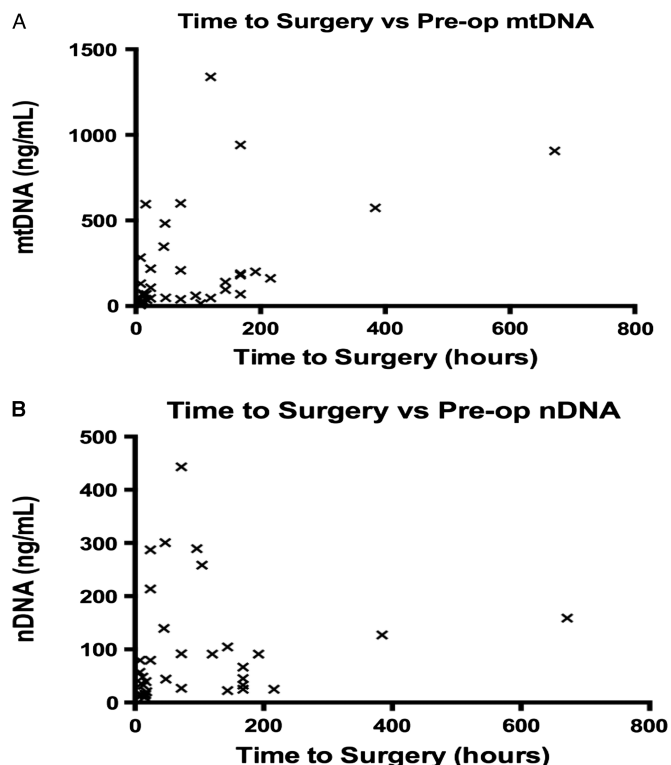 A
Time to Surgery vs Pre-op mtDNA
1500
1000
500
0
mtDNA (ng/mL)
0 200 400 600 800
Time to Surgery (hours)
B
Time to Surgery vs Pre-op nDNA
500
400
300
200
100
0
nDNA (ng/mL)
0 200 400 600 800
Time to Surgery (hours)